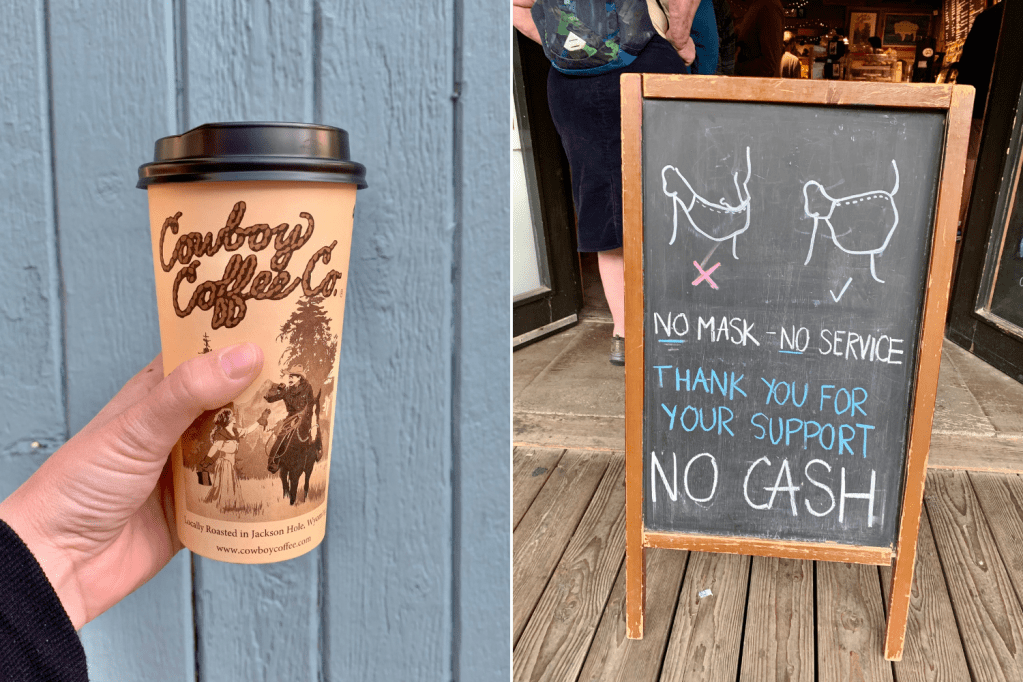 Cowboy
Coffee Co.
Locally Roasted in Jackson Hole,
www.cowboycoffee.com
NO MASK - NO SERVICE
THANK YOU FOR
YOUR SUPPORT
NO CASH